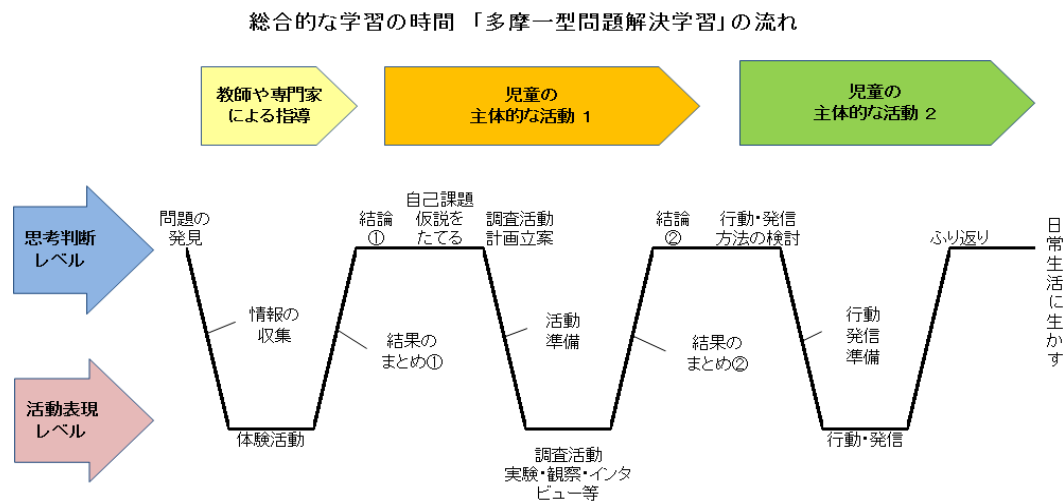 総合的な学習の時間 「多摩一型問題解決学習」の流れ
教師や専門家
による指導
児童の
主体的な活動 1
児童の
主体的な活動 2
思考判断
レベル
問題の
発見
結論
①
自己課題
仮説を
たてる
調査活動
計画立案
結論
②
行動・発信
方法の検討
ふり返り
日常生活に生かす
情報の
収集
結果の
まとめ①
活動
準備
結果の
まとめ②
行動
発信
準備
活動表現
レベル
体験活動
調査活動
実験・観察・インタ
ビュー等
行動・発信